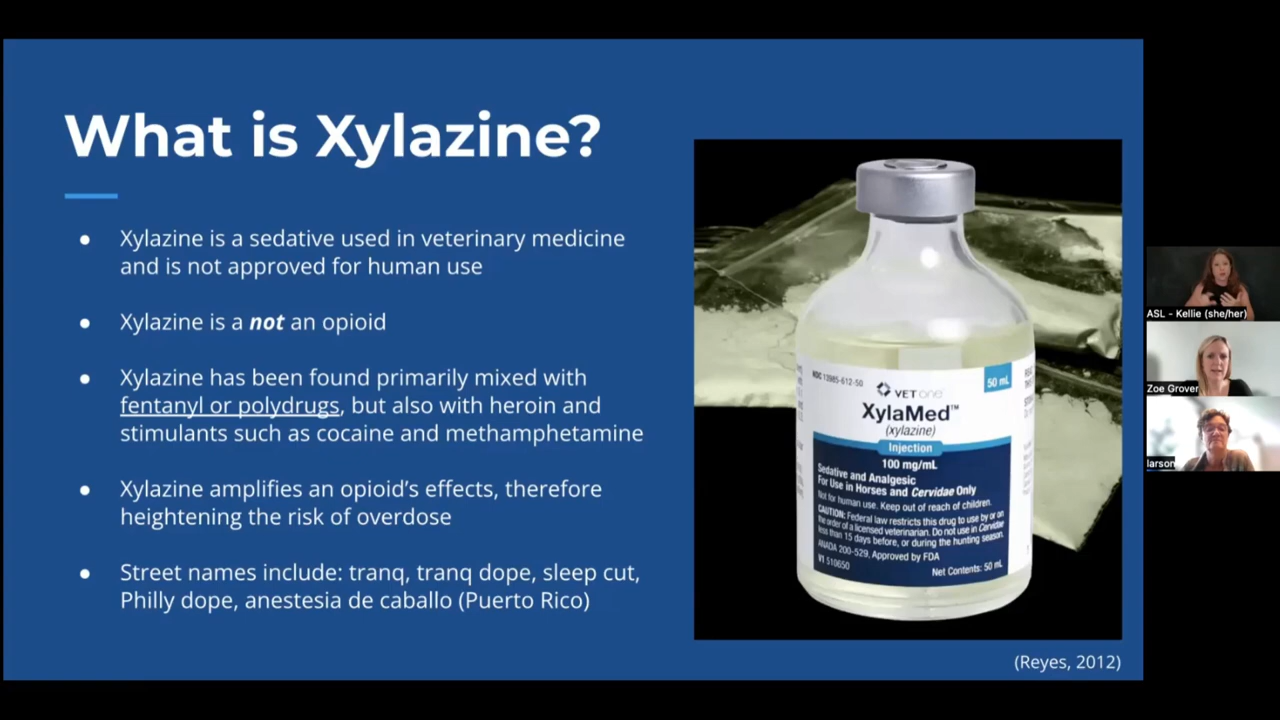 What is Xylazine?
● Xylazine is a sedative used in veterinary medicine
and is not approved for human use
● Xylazine is a not an opioid
● Xylazine has been found primarily mixed with
fentanyl or polydrugs, but also with heroin and
stimulants such as cocaine and methamphetamine
● Xylazine amplifies an opioid's effects, therefore
heightening the risk of overdose
● Street names include: tranq, tranq dope, sleep cut,
Philly dope, anestesia de caballo (Puerto Rico)
NDC 13985-612-50
50 mL
VET one
XylaMed™
(xylazine)
Injection
100 mg/mL
Sedative and Analgesic
For Use in Horses and Cervidae Only
Not for human use. Keep out of reach of children.
CAUTION: Federal law restricts this drug to use by or on
the order of a licensed veterinarian. Do not use in Cervidae
less than 15 days before, or during the hunting season.
ANADA 200-529, Approved by FDA
V1 510650
Net Contents: 50 mL
(Reyes, 2012)
ASL - Kellie (she/her)
Zoe Grover
larson